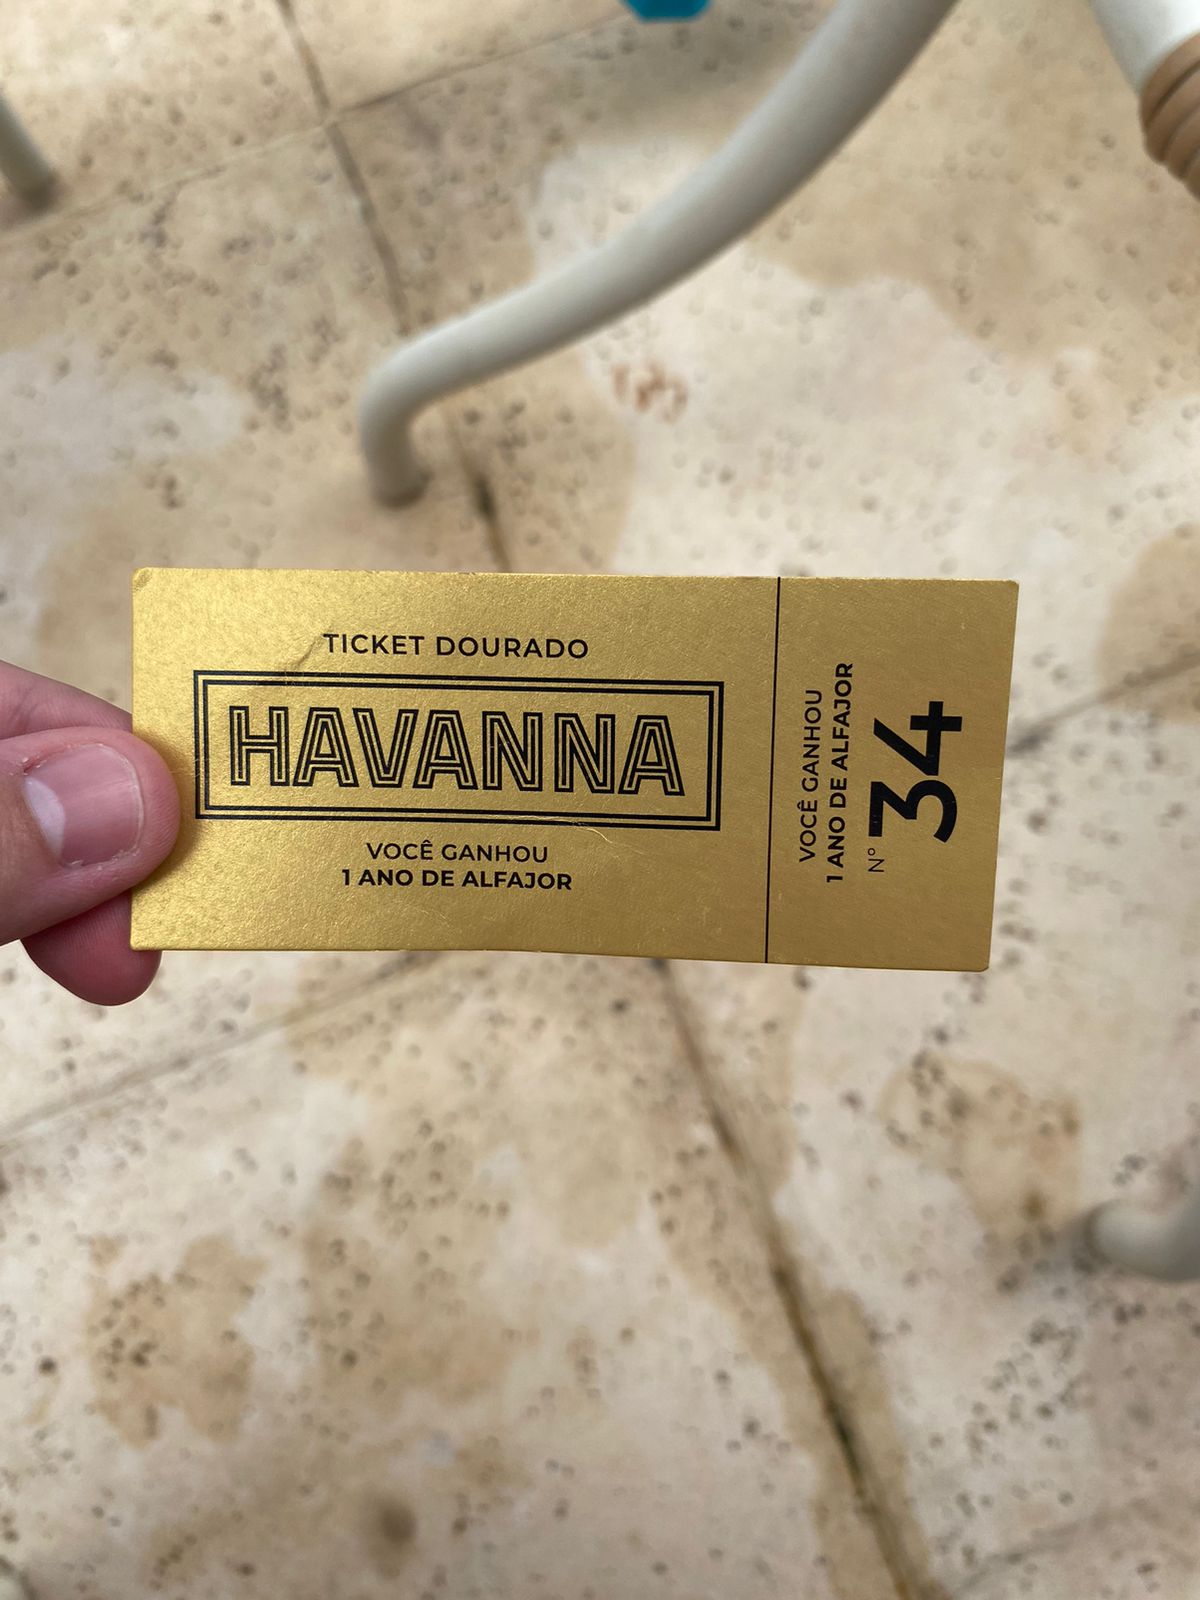 TICKET DOURADO
HAVANNA
VOCÊ GANHOU
1 ANO DE ALFAJOR
VOCÊ GANHOU
1 ANO DE ALFAJOR
Nº 34